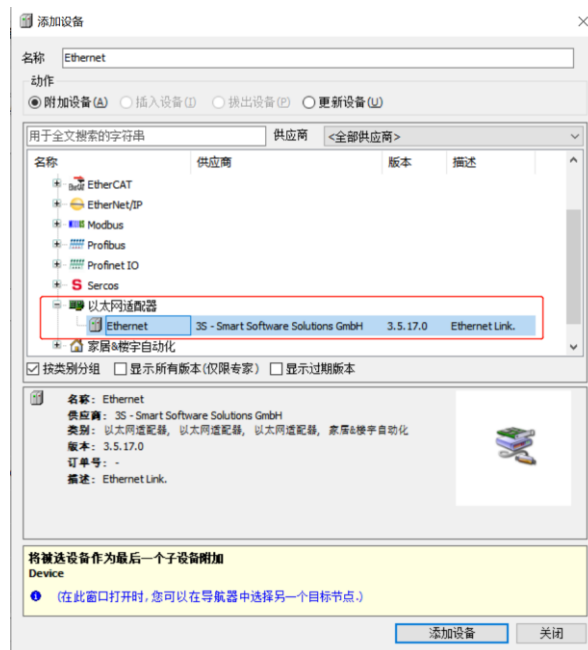 添加设备
名称 Ethernet
动作
附加设备(A) 插入设备(I) 拔出设备(P) 更新设备(U)
用于全文搜索的字符串 供应商 <全部供应商>
名称 供应商 版本 描述
EtherCAT
EtherNet/IP
Modbus
Profibus
Profinet IO
Sercos
以太网适配器
Ethernet 3S - Smart Software Solutions GmbH 3.5.17.0 Ethernet Link.
家居&楼宇自动化
按类别分组 显示所有版本(仅限专家) 显示过期版本
名称: Ethernet
供应商: 3S - Smart Software Solutions GmbH
类别: 以太网适配器, 以太网适配器, 以太网适配器, 家居&楼宇自动化
版本: 3.5.17.0
订单号: -
描述: Ethernet Link.
将被选设备作为最后一个子设备附加
Device
(在此窗口打开时,您可以在导航器中选择另一个目标节点.)
添加设备 关闭